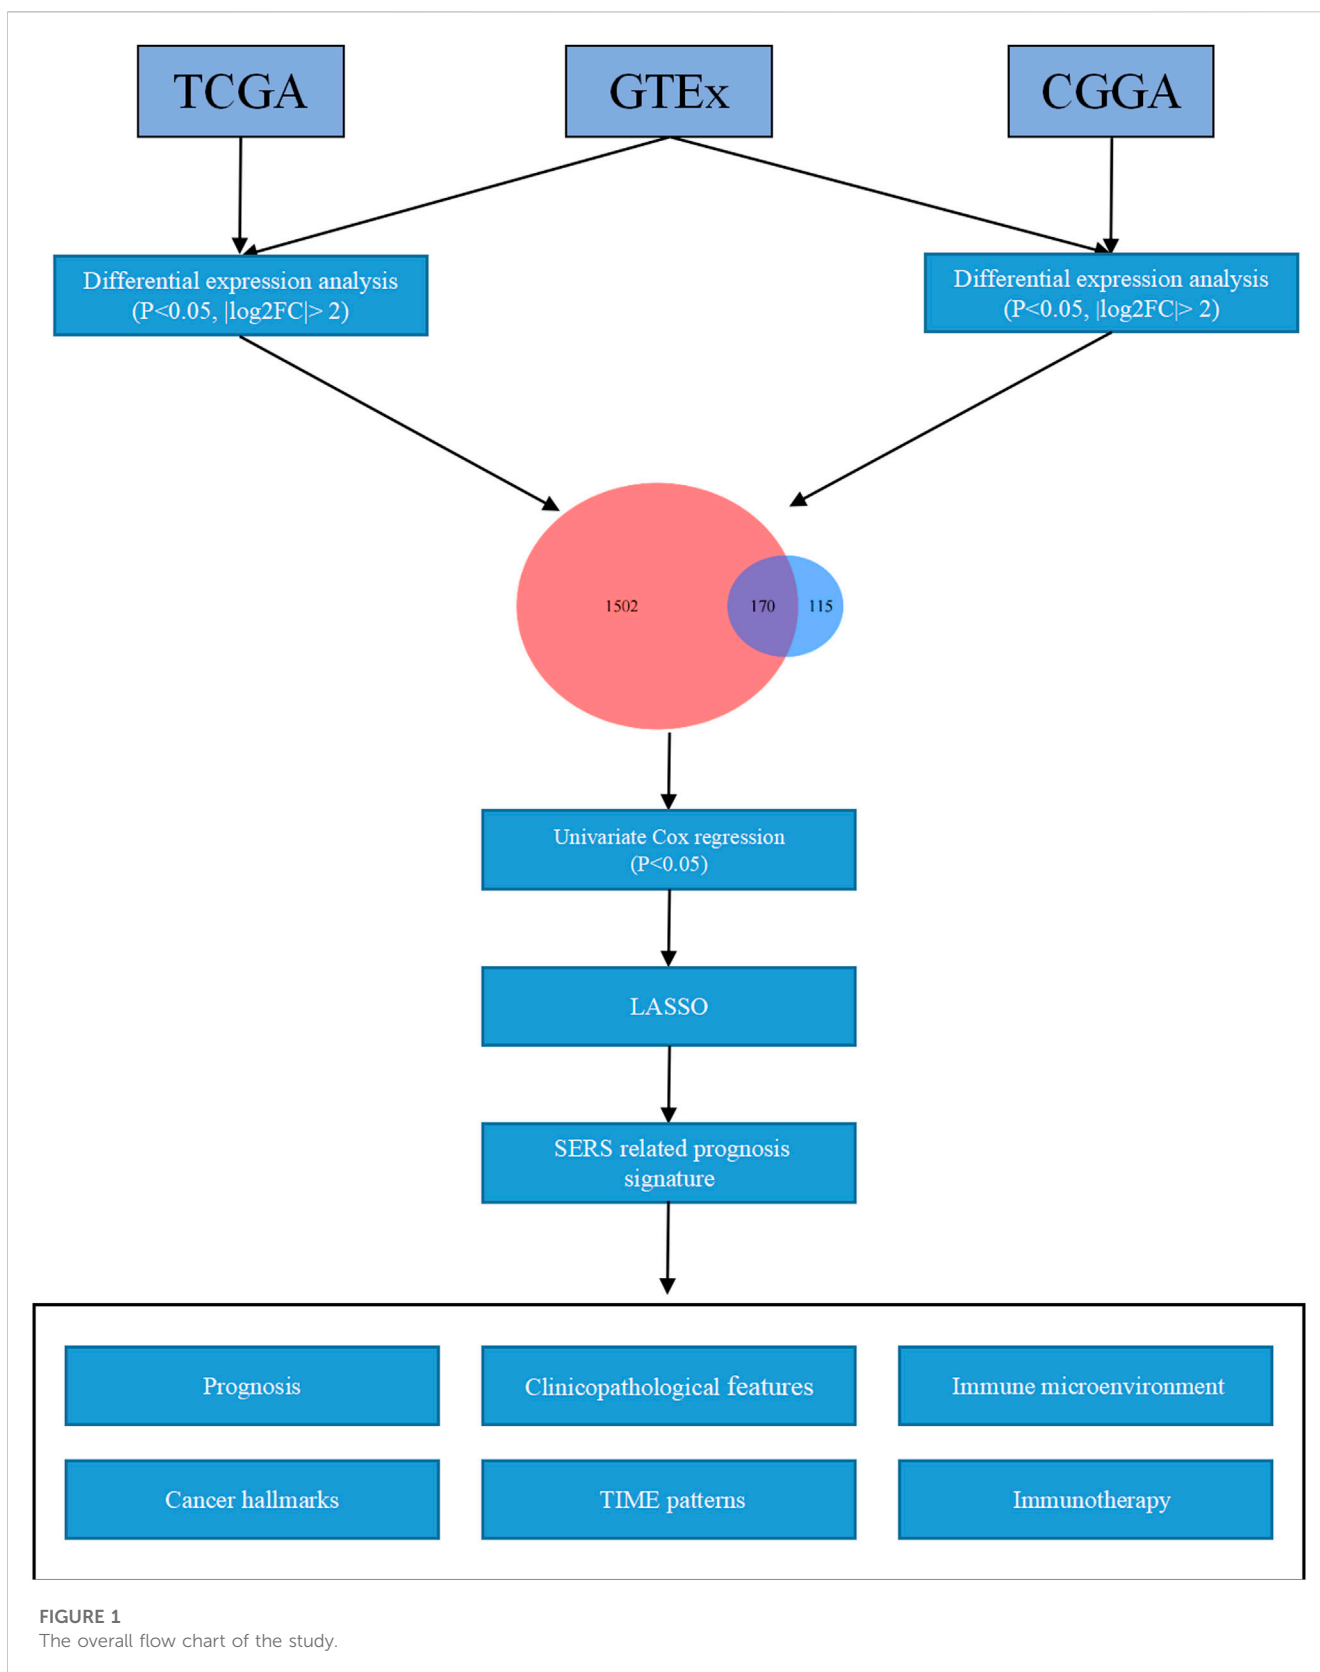 TCGA
GTEx
CGGA
Differential expression analysis
(P<0.05, |log2FC|> 2)
Differential expression analysis
(P<0.05, |log2FC|> 2)
1502
170
115
Univariate Cox regression
(P<0.05)
LASSO
SERS related prognosis
signature
Prognosis
Clinicopathological features
Immune microenvironment
Cancer hallmarks
TIME patterns
Immunotherapy
FIGURE 1
The overall flow chart of the study.